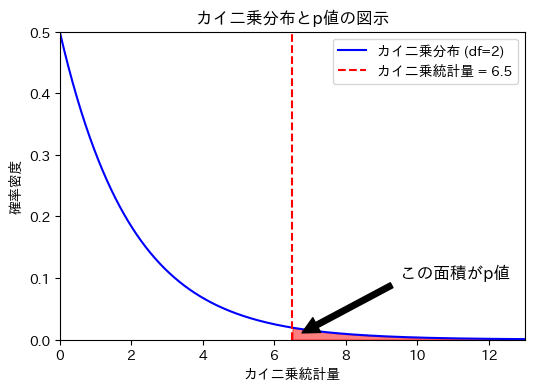 カイ二乗分布とp値の図示
カイ二乗分布 (df=2)
カイ二乗統計量 = 6.5
この面積がp値
確率密度
0.5
0.4
0.3
0.2
0.1
0.0
0 2 4 6 8 10 12
カイ二乗統計量